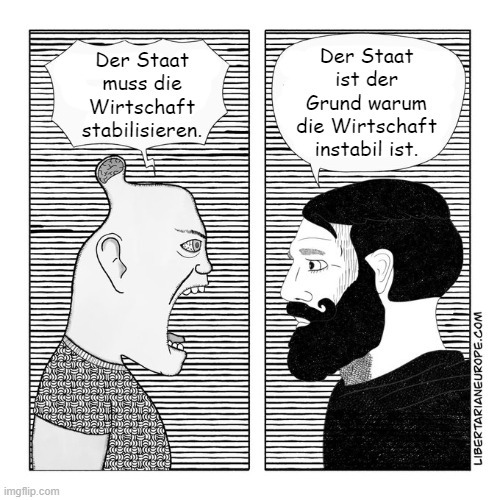 Der Staat
muss die
Wirtschaft
stabilisieren.
Der Staat
ist der
Grund warum
die Wirtschaft
instabil ist.
LIBERTARIANEUROPE.COM
imgflip.com